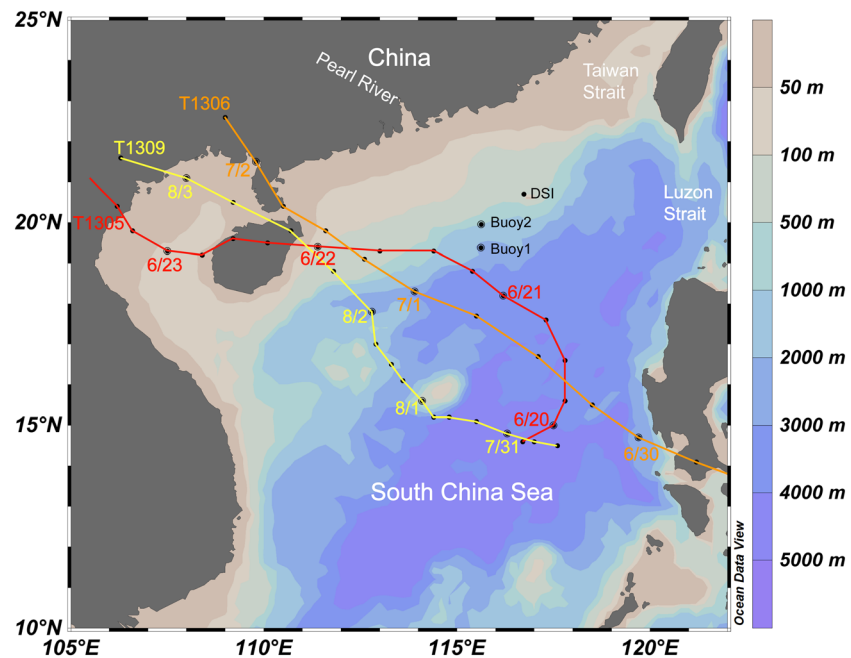 25°N
20°N
15°N
10°N
105°E
110°E
115°E
120°E
China
Pearl River
Taiwan
Strait
Luzon
Strait
T1306
T1309
T1305
7/2
8/3
6/23
6/22
8/2
7/1
6/21
8/1
6/20
7/31
6/30
DSI
Buoy2
Buoy1
South China Sea
Ocean Data View
50 m
100 m
500 m
1000 m
2000 m
3000 m
4000 m
5000 m